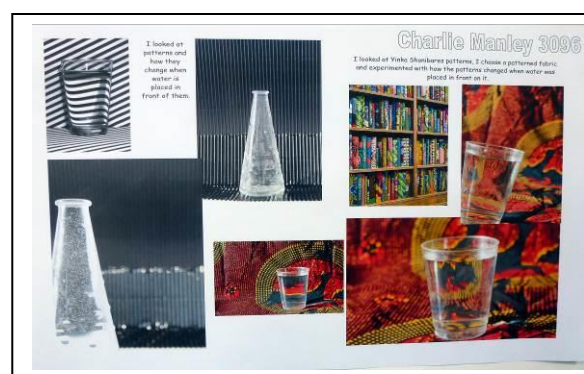 I looked at
patterns and
how they
change when
water is
placed in
front of them.
Charlie Manley 3096
I looked at Yinka Shonibares patterns, I choose a patterned fabric
and experimented with how the patterns changed when water was
placed in front on it.